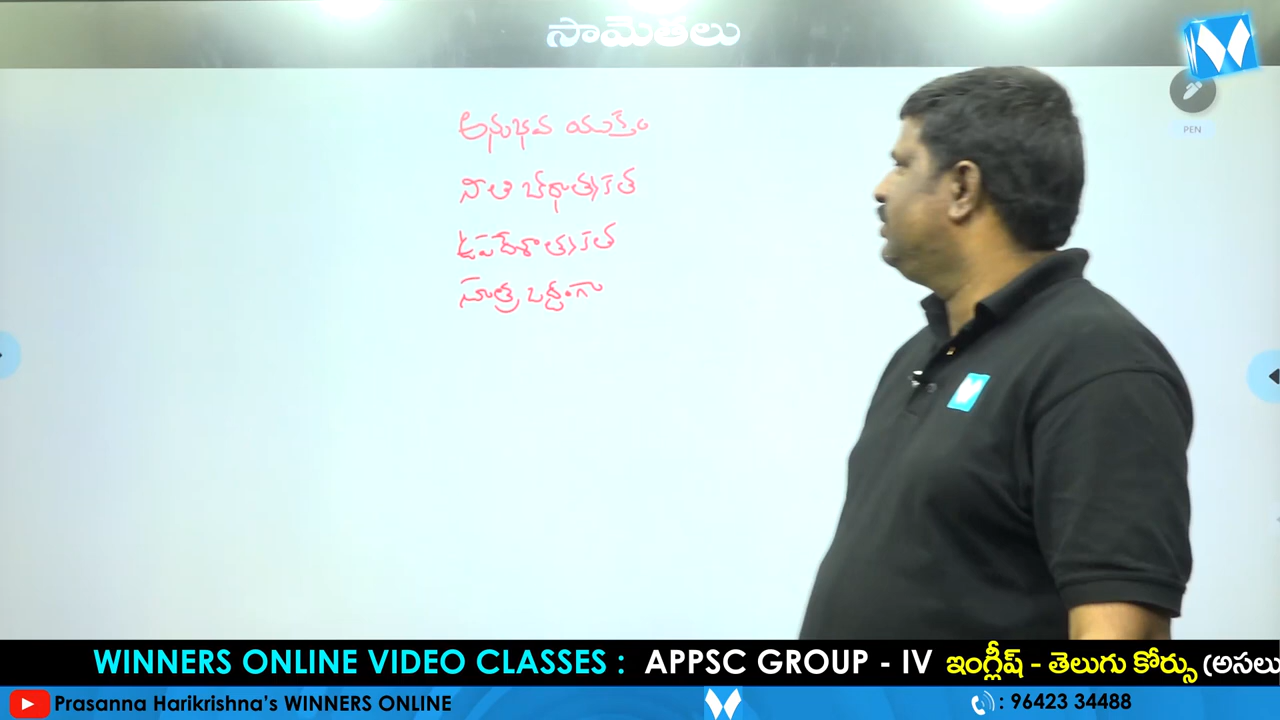 సామెతలు
అనుభవ యుక్తం
PEN
నీతి బోధాత్మకత
ఉపదేశాత్మకత
సూత్ర బద్దంగా
WINNERS ONLINE VIDEO CLASSES : APPSC GROUP - IV ఇంగ్లీష్ - తెలుగు కోర్సు (అసలు
Prasanna Harikrishna's WINNERS ONLINE : 96423 34488